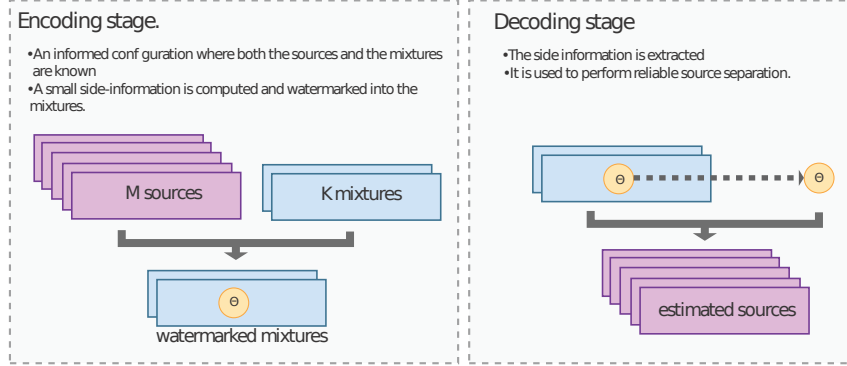 Encoding stage.
•An informed conf guration where both the sources and the mixtures
are known
•A small side-information is computed and watermarked into the
mixtures.
M sources
K mixtures
Θ
watermarked mixtures
Decoding stage
•The side information is extracted
•It is used to perform reliable source separation.
Θ
Θ
estimated sources